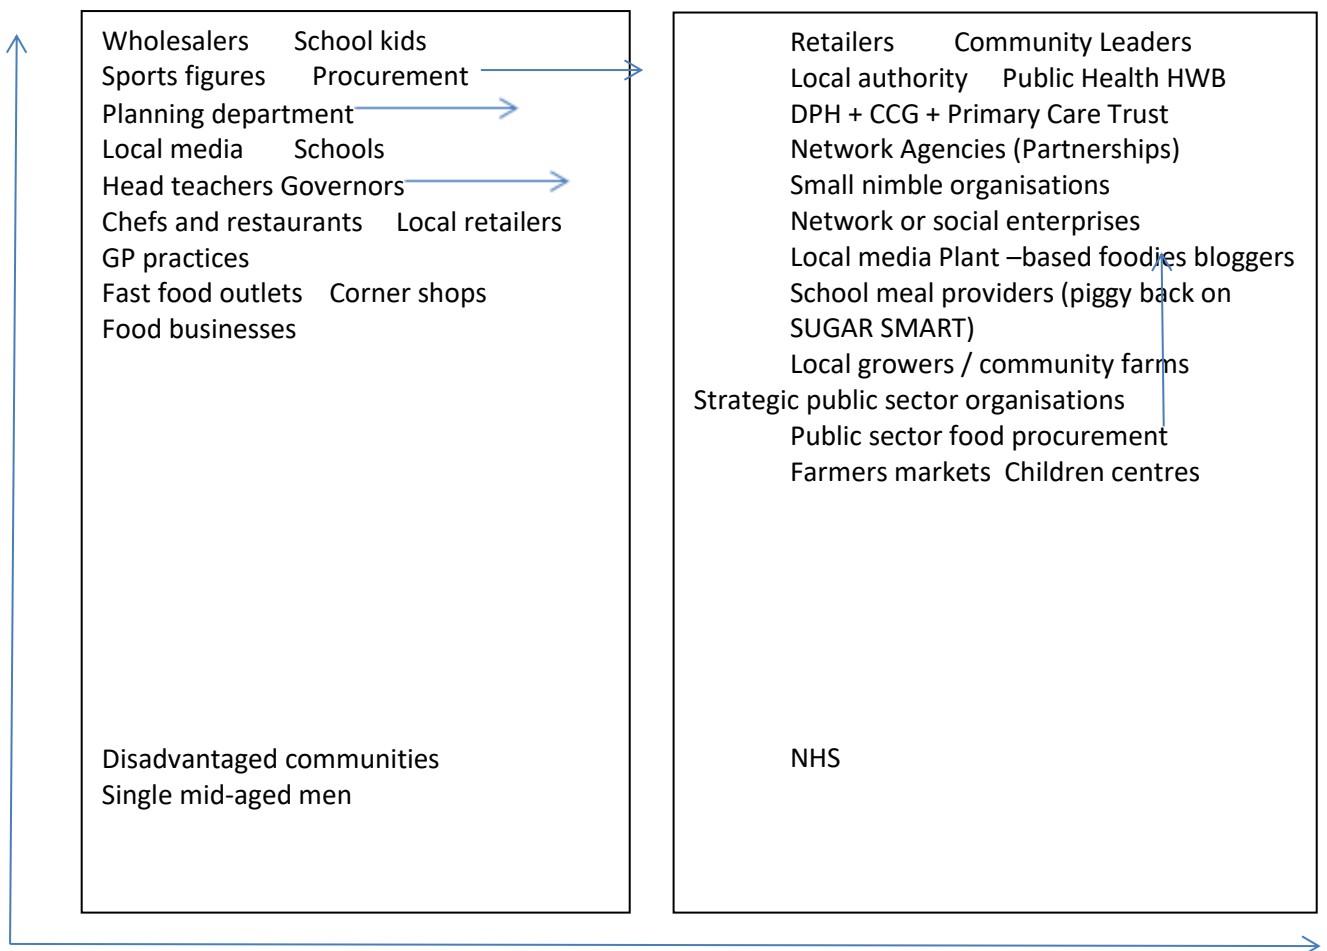 Wholesalers School kids
Sports figures Procurement
Planning department
Local media Schools
Head teachers Governors
Chefs and restaurants Local retailers
GP practices
Fast food outlets Corner shops
Food businesses
Disadvantaged communities
Single mid-aged men
Retailers Community Leaders
Local authority Public Health HWB
DPH + CCG + Primary Care Trust
Network Agencies (Partnerships)
Small nimble organisations
Network or social enterprises
Local media Plant –based foodies bloggers
School meal providers (piggy back on
SUGAR SMART)
Local growers / community farms
Strategic public sector organisations
Public sector food procurement
Farmers markets Children centres
NHS